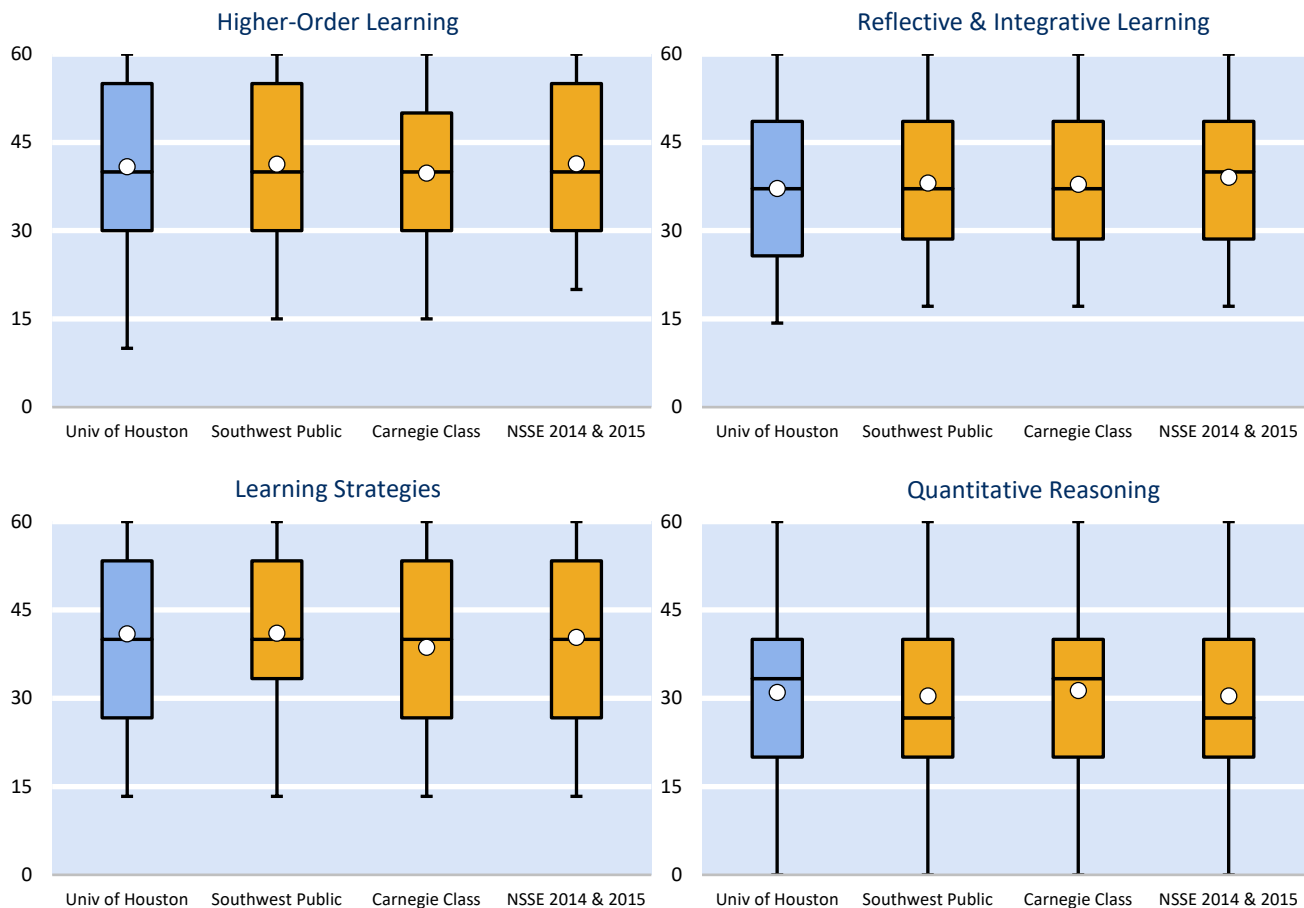 Higher-Order Learning
60
45
30
15
0
Univ of Houston Southwest Public Carnegie Class NSSE 2014 & 2015
Reflective & Integrative Learning
60
45
30
15
0
Univ of Houston Southwest Public Carnegie Class NSSE 2014 & 2015
Learning Strategies
60
45
30
15
0
Univ of Houston Southwest Public Carnegie Class NSSE 2014 & 2015
Quantitative Reasoning
60
45
30
15
0
Univ of Houston Southwest Public Carnegie Class NSSE 2014 & 2015